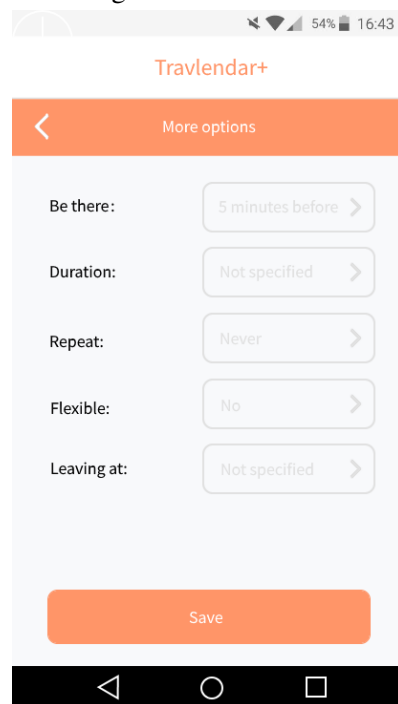 54% 16:43
Travlendar+
More options
Be there: 5 minutes before
Duration: Not specified
Repeat: Never
Flexible: No
Leaving at: Not specified
Save